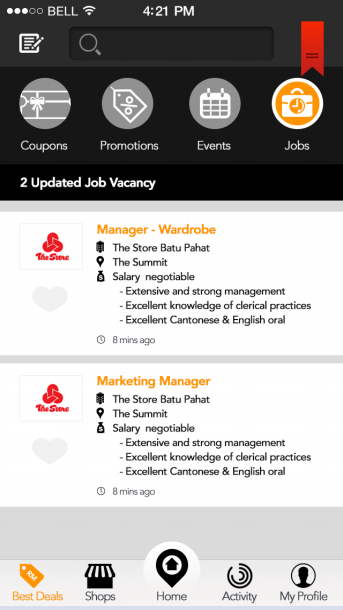 BELL 4:21 PM
Coupons Promotions Events Jobs
2 Updated Job Vacancy
The Store
Manager - Wardrobe
The Store Batu Pahat
The Summit
$ Salary negotiable
- Extensive and strong management
- Excellent knowledge of clerical practices
- Excellent Cantonese & English oral
8 mins ago
The Store
Marketing Manager
The Store Batu Pahat
The Summit
$ Salary negotiable
- Extensive and strong management
- Excellent knowledge of clerical practices
- Excellent Cantonese & English oral
8 mins ago
RM
Best Deals Shops Home Activity My Profile